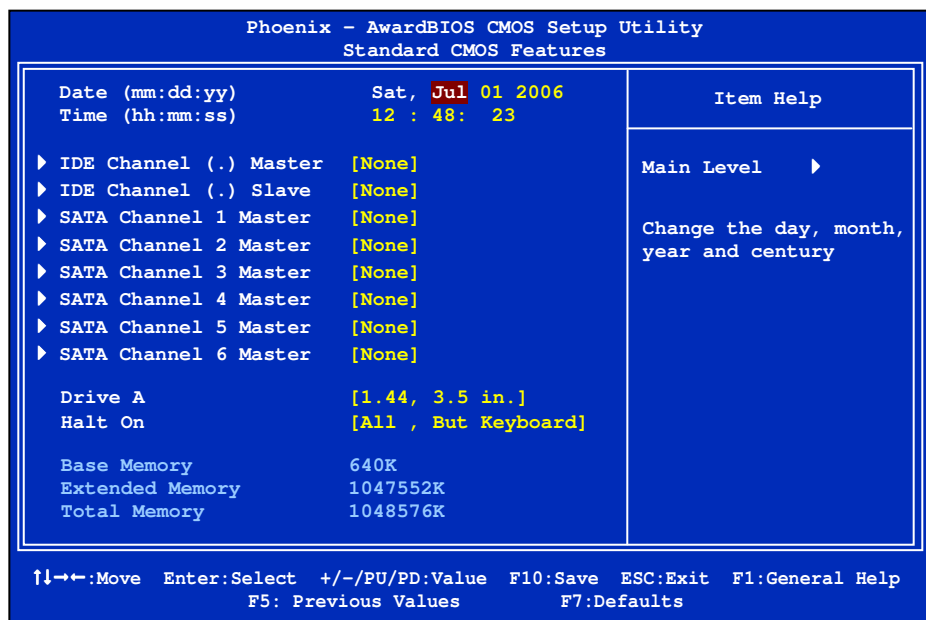 Phoenix – AwardBIOS CMOS Setup Utility
Standard CMOS Features
Date (mm:dd:yy) Sat, Jul 01 2006
Time (hh:mm:ss) 12 : 48: 23
IDE Channel (.) Master [None]
IDE Channel (.) Slave [None]
SATA Channel 1 Master [None]
SATA Channel 2 Master [None]
SATA Channel 3 Master [None]
SATA Channel 4 Master [None]
SATA Channel 5 Master [None]
SATA Channel 6 Master [None]
Drive A [1.44, 3.5 in.]
Halt On [All , But Keyboard]
Base Memory 640K
Extended Memory 1047552K
Total Memory 1048576K
Item Help
Main Level
Change the day, month,
year and century
↑↓→←:Move Enter:Select +/-/PU/PD:Value F10:Save ESC:Exit F1:General Help
F5: Previous Values F7:Defaults